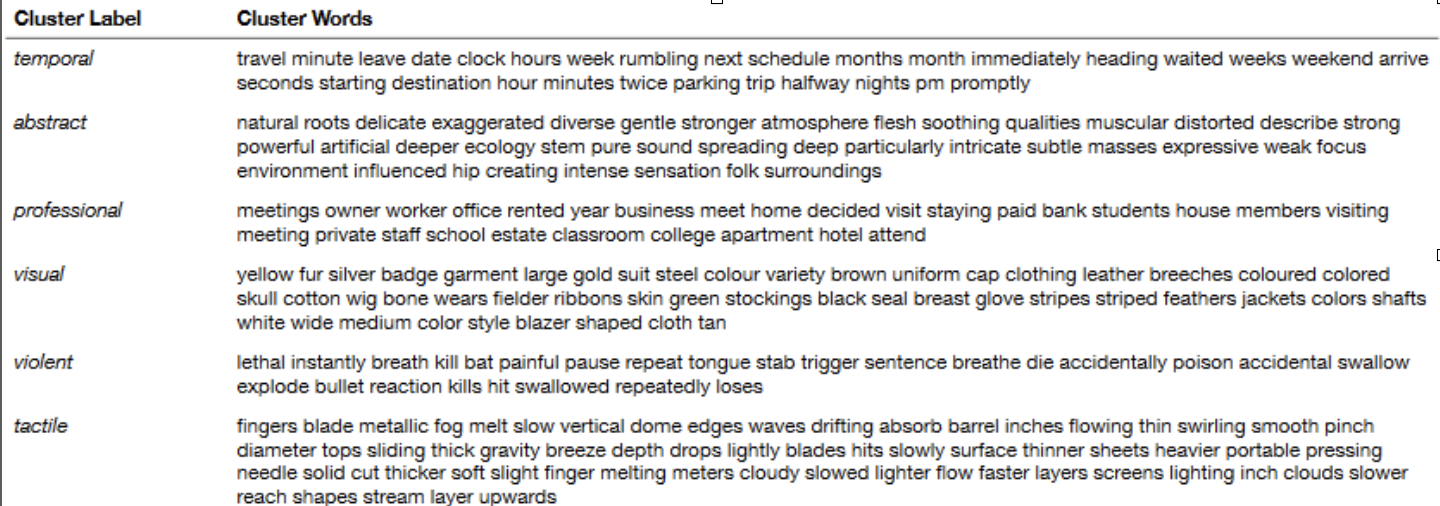 Cluster Label Cluster Words
temporal travel minute leave date clock hours week rumbling next schedule months month immediately heading waited weeks weekend arrive
seconds starting destination hour minutes twice parking trip halfway nights pm promptly
abstract natural roots delicate exaggerated diverse gentle stronger atmosphere flesh soothing qualities muscular distorted describe strong
powerful artificial deeper ecology stem pure sound spreading deep particularly intricate subtle masses expressive weak focus
environment influenced hip creating intense sensation folk surroundings
professional meetings owner worker office rented year business meet home decided visit staying paid bank students house members visiting
meeting private staff school estate classroom college apartment hotel attend
visual yellow fur silver badge garment large gold suit steel colour variety brown uniform cap clothing leather breeches coloured colored
skull cotton wig bone wears fielder ribbons skin green stockings black seal breast glove stripes striped feathers jackets colors shafts
white wide medium color style blazer shaped cloth tan
violent lethal instantly breath kill bat painful pause repeat tongue stab trigger sentence breathe die accidentally poison accidental swallow
explode bullet reaction kills hit swallowed repeatedly loses
tactile fingers blade metallic fog melt slow vertical dome edges waves drifting absorb barrel inches flowing thin swirling smooth pinch
diameter tops sliding thick gravity breeze depth drops lightly blades hits slowly surface thinner sheets heavier portable pressing
needle solid cut thicker soft slight finger melting meters cloudy slowed lighter flow faster layers screens lighting inch clouds slower
reach shapes stream layer upwards